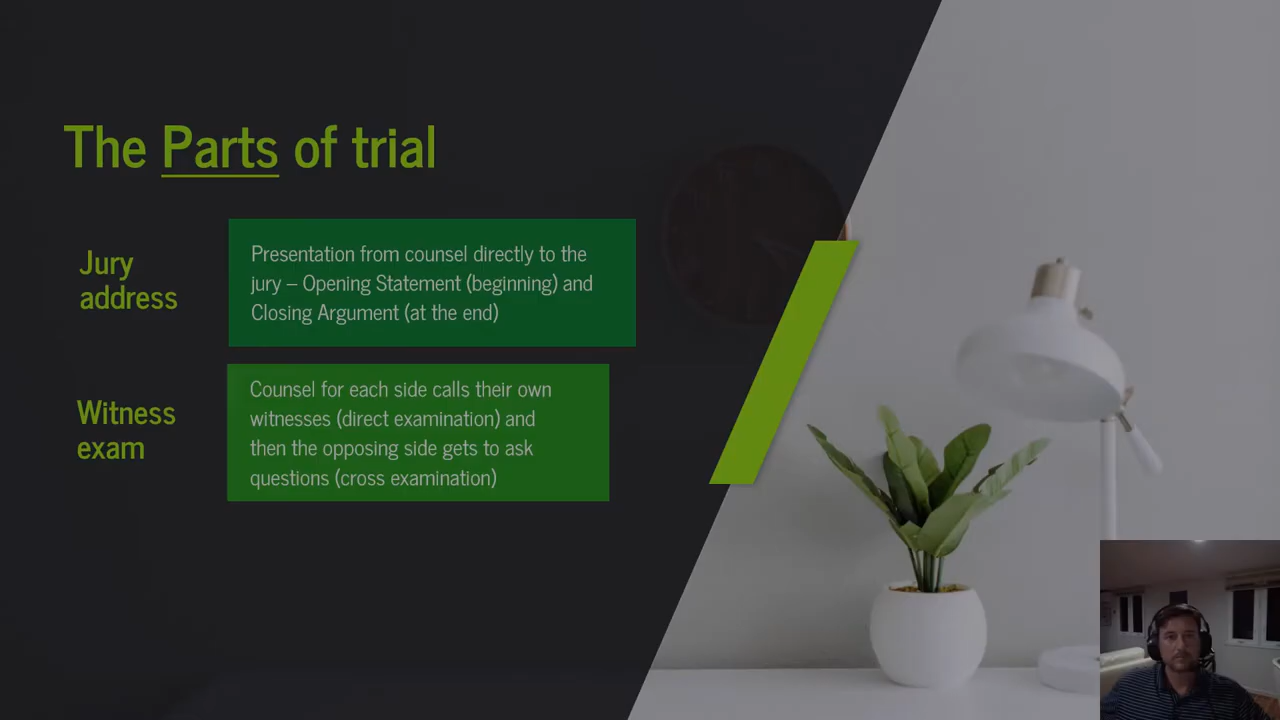 The Parts of trial
Jury
address
Presentation from counsel directly to the
jury – Opening Statement (beginning) and
Closing Argument (at the end)
Witness
exam
Counsel for each side calls their own
witnesses (direct examination) and
then the opposing side gets to ask
questions (cross examination)